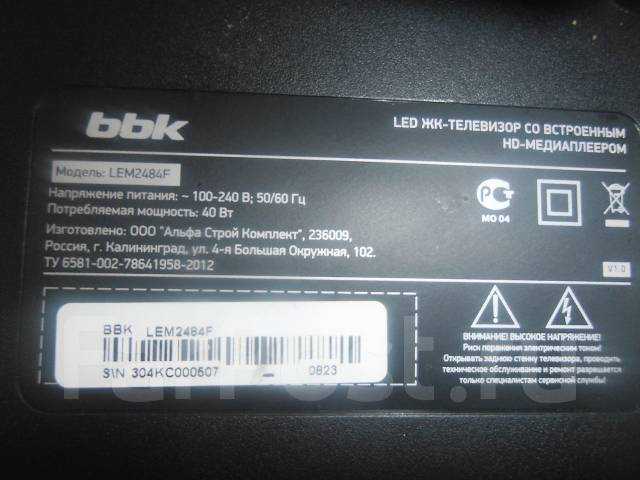 bbk
LED ЖК-ТЕЛЕВИЗОР СО ВСТРОЕННЫМ
HD-МЕДИАПЛЕЕРОМ
Модель: LEM2484F
Напряжение питания: ~ 100-240 В; 50/60 Гц
Потребляемая мощность: 40 Вт
Изготовлено: ООО "Альфа Строй Комплект", 236009,
Россия, г. Калининград, ул. 4-я Большая Окружная, 102.
ТУ 6581-002-78641958-2012
МО 04
V1.0
BBK LEM2484F
S\N 304KC000507 0823
ВНИМАНИЕ! ВЫСОКОЕ НАПРЯЖЕНИЕ!
Риск поражения электрическим током!
Открывать заднюю стенку телевизора, проводить
техническое обслуживание и ремонт разрешается
только специалистам сервисной службы!